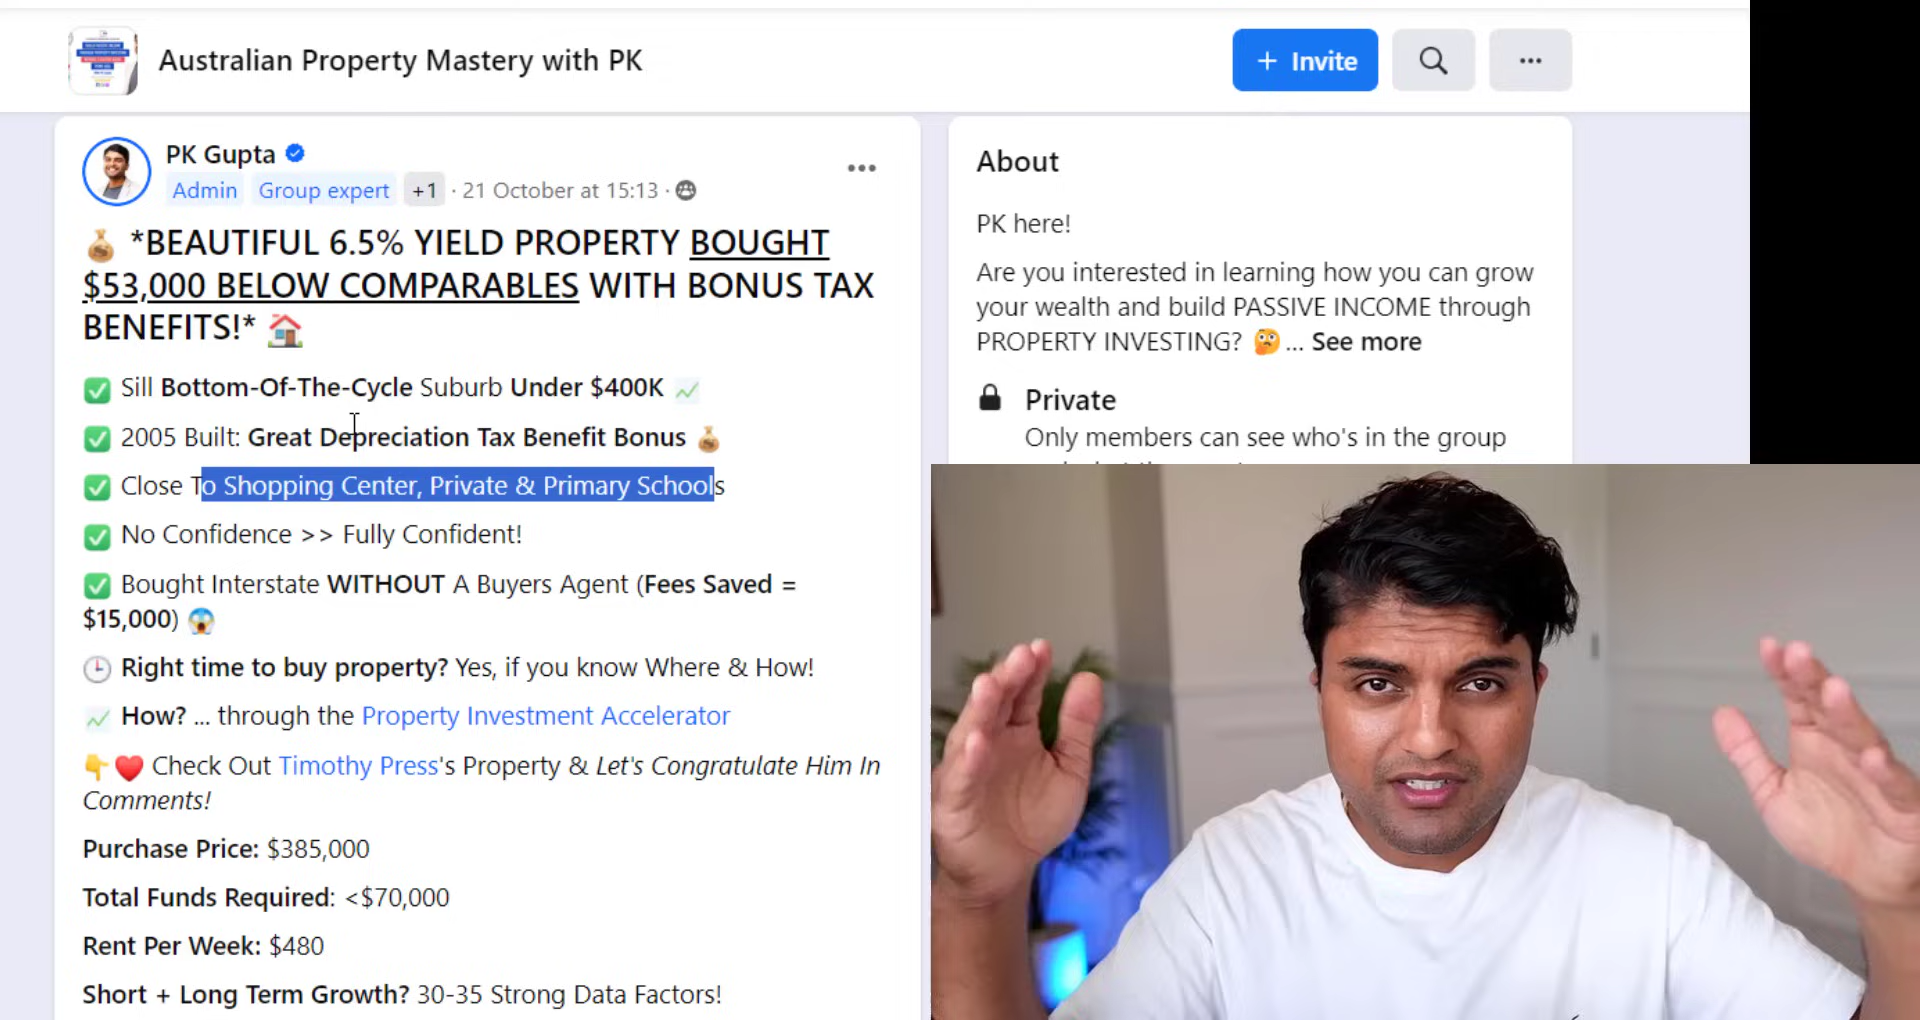 Australian Property Mastery with PK
+ Invite
PK Gupta
Admin Group expert +1 · 21 October at 15:13 ·
💰 *BEAUTIFUL 6.5% YIELD PROPERTY BOUGHT
$53,000 BELOW COMPARABLES WITH BONUS TAX
BENEFITS!* 🏠
✅ Sill Bottom-Of-The-Cycle Suburb Under $400K 📈
✅ 2005 Built: Great Depreciation Tax Benefit Bonus 💰
✅ Close To Shopping Center, Private & Primary Schools
✅ No Confidence >> Fully Confident!
✅ Bought Interstate WITHOUT A Buyers Agent (Fees Saved =
$15,000) 😱
🕒 Right time to buy property? Yes, if you know Where & How!
📈 How? ... through the Property Investment Accelerator
👇❤️ Check Out Timothy Press's Property & Let's Congratulate Him In
Comments!
Purchase Price: $385,000
Total Funds Required: <$70,000
Rent Per Week: $480
Short + Long Term Growth? 30-35 Strong Data Factors!
About
PK here!
Are you interested in learning how you can grow
your wealth and build PASSIVE INCOME through
PROPERTY INVESTING? 🤔 ... See more
Private
Only members can see who's in the group